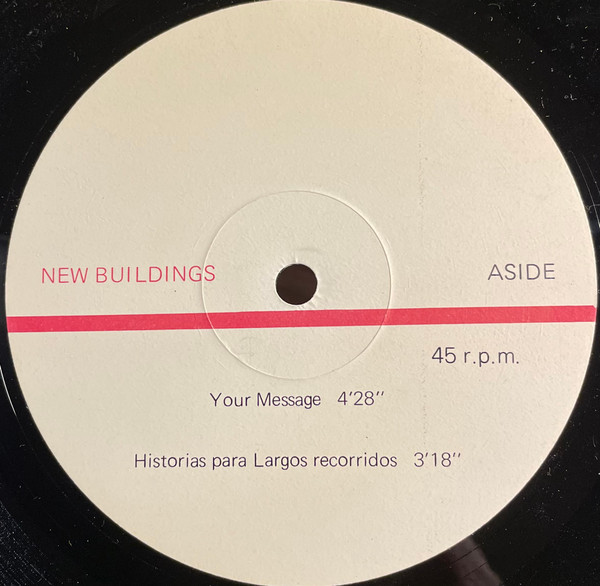 NEW BUILDINGS
ASIDE
45 r.p.m.
Your Message 4'28''
Historias para Largos recorridos 3'18''